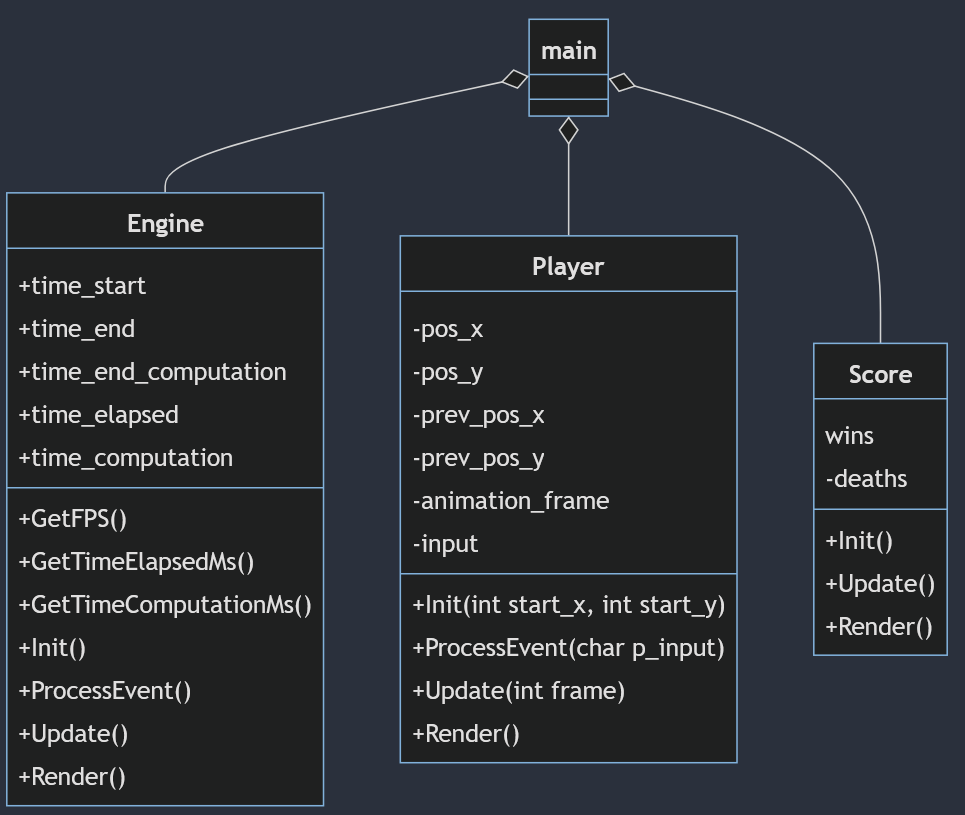 main
Engine
+time_start
+time_end
+time_end_computation
+time_elapsed
+time_computation
+GetFPS()
+GetTimeElapsedMs()
+GetTimeComputationMs()
+Init()
+ProcessEvent()
+Update()
+Render()
Player
-pos_x
-pos_y
-prev_pos_x
-prev_pos_y
-animation_frame
-input
+Init(int start_x, int start_y)
+ProcessEvent(char p_input)
+Update(int frame)
+Render()
Score
wins
-deaths
+Init()
+Update()
+Render()